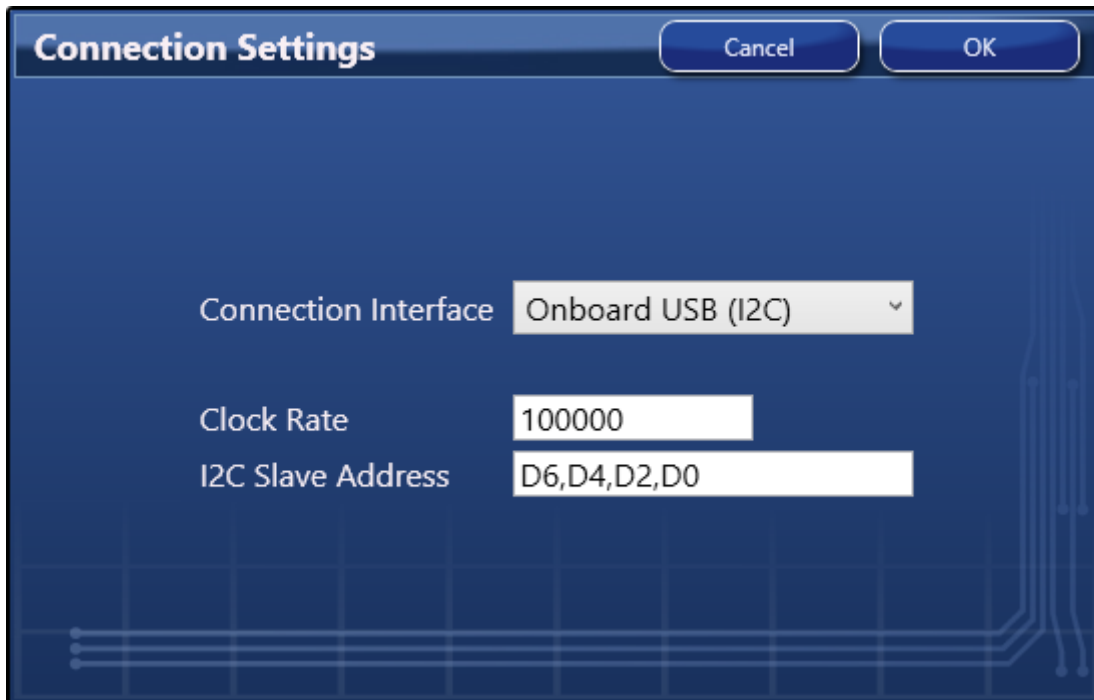 Connection Settings Cancel OK
Connection Interface Onboard USB (I2C)
Clock Rate 100000
I2C Slave Address D6,D4,D2,D0